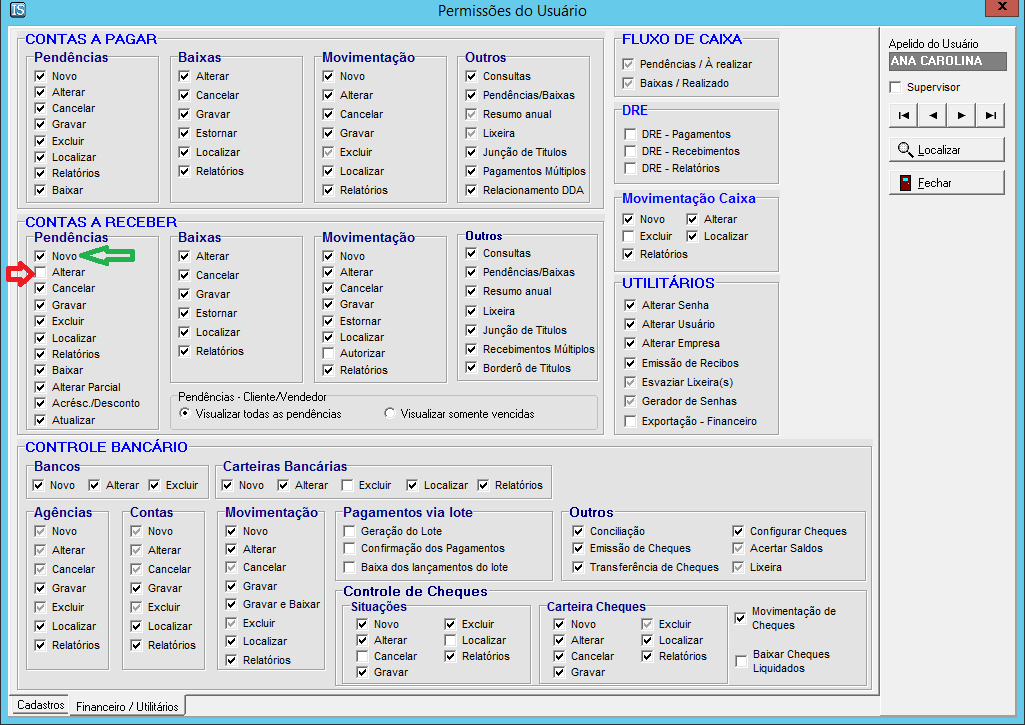 TS
Permissões do Usuário
x
CONTAS A PAGAR
Pendências
Novo
Alterar
Cancelar
Gravar
Excluir
Localizar
Relatórios
Baixar
Baixas
Alterar
Cancelar
Gravar
Estornar
Localizar
Relatórios
Movimentação
Novo
Alterar
Cancelar
Gravar
Excluir
Localizar
Relatórios
Outros
Consultas
Pendências/Baixas
Resumo anual
Lixeira
Junção de Titulos
Pagamentos Múltiplos
Relacionamento DDA
CONTAS A RECEBER
Pendências
Novo
Alterar
Cancelar
Gravar
Excluir
Localizar
Relatórios
Baixar
Alterar Parcial
Acrésc./Desconto
Atualizar
Baixas
Alterar
Cancelar
Gravar
Estornar
Localizar
Relatórios
Movimentação
Novo
Alterar
Cancelar
Gravar
Estornar
Localizar
Autorizar
Relatórios
Outros
Consultas
Pendências/Baixas
Resumo anual
Lixeira
Junção de Titulos
Recebimentos Múltiplos
Borderô de Titulos
Pendências - Cliente/Vendedor
Visualizar todas as pendências
Visualizar somente vencidas
FLUXO DE CAIXA
Pendências / À realizar
Baixas / Realizado
DRE
DRE - Pagamentos
DRE - Recebimentos
DRE - Relatórios
Movimentação Caixa
Novo Alterar
Excluir Localizar
Relatórios
UTILITÁRIOS
Alterar Senha
Alterar Usuário
Alterar Empresa
Emissão de Recibos
Esvaziar Lixeira(s)
Gerador de Senhas
Exportação - Financeiro
Apelido do Usuário
ANA CAROLINA
Supervisor
Localizar
Fechar
CONTROLE BANCÁRIO
Bancos
Novo Alterar Excluir
Carteiras Bancárias
Novo Alterar Excluir Localizar Relatórios
Agências
Novo
Alterar
Cancelar
Gravar
Excluir
Localizar
Relatórios
Contas
Novo
Alterar
Cancelar
Gravar
Excluir
Localizar
Relatórios
Movimentação
Novo
Alterar
Cancelar
Gravar
Gravar e Baixar
Excluir
Localizar
Relatórios
Pagamentos via lote
Geração do Lote
Confirmação dos Pagamentos
Baixa dos lançamentos do lote
Outros
Conciliação Configurar Cheques
Emissão de Cheques Acertar Saldos
Transferência de Cheques Lixeira
Controle de Cheques
Situações
Novo Excluir
Alterar Localizar
Cancelar Relatórios
Gravar
Carteira Cheques
Novo Excluir
Alterar Localizar
Cancelar Relatórios
Gravar
Movimentação de
Cheques
Baixar Cheques
Liquidados
Cadastros Financeiro / Utilitários